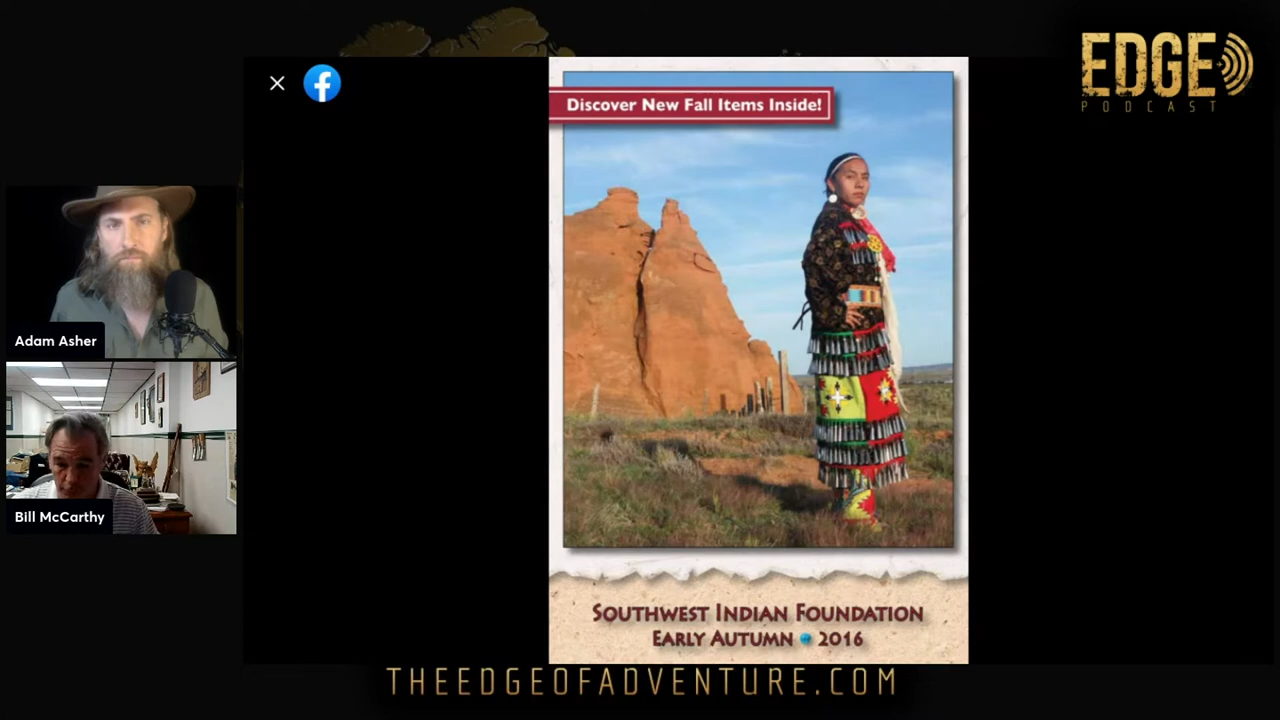 EDGE
PODCAST
f
Discover New Fall Items Inside!
Adam Asher
Bill McCarthy
SOUTHWEST INDIAN FOUNDATION
EARLY AUTUMN 2016
THEEDGEOFADVENTURE.COM